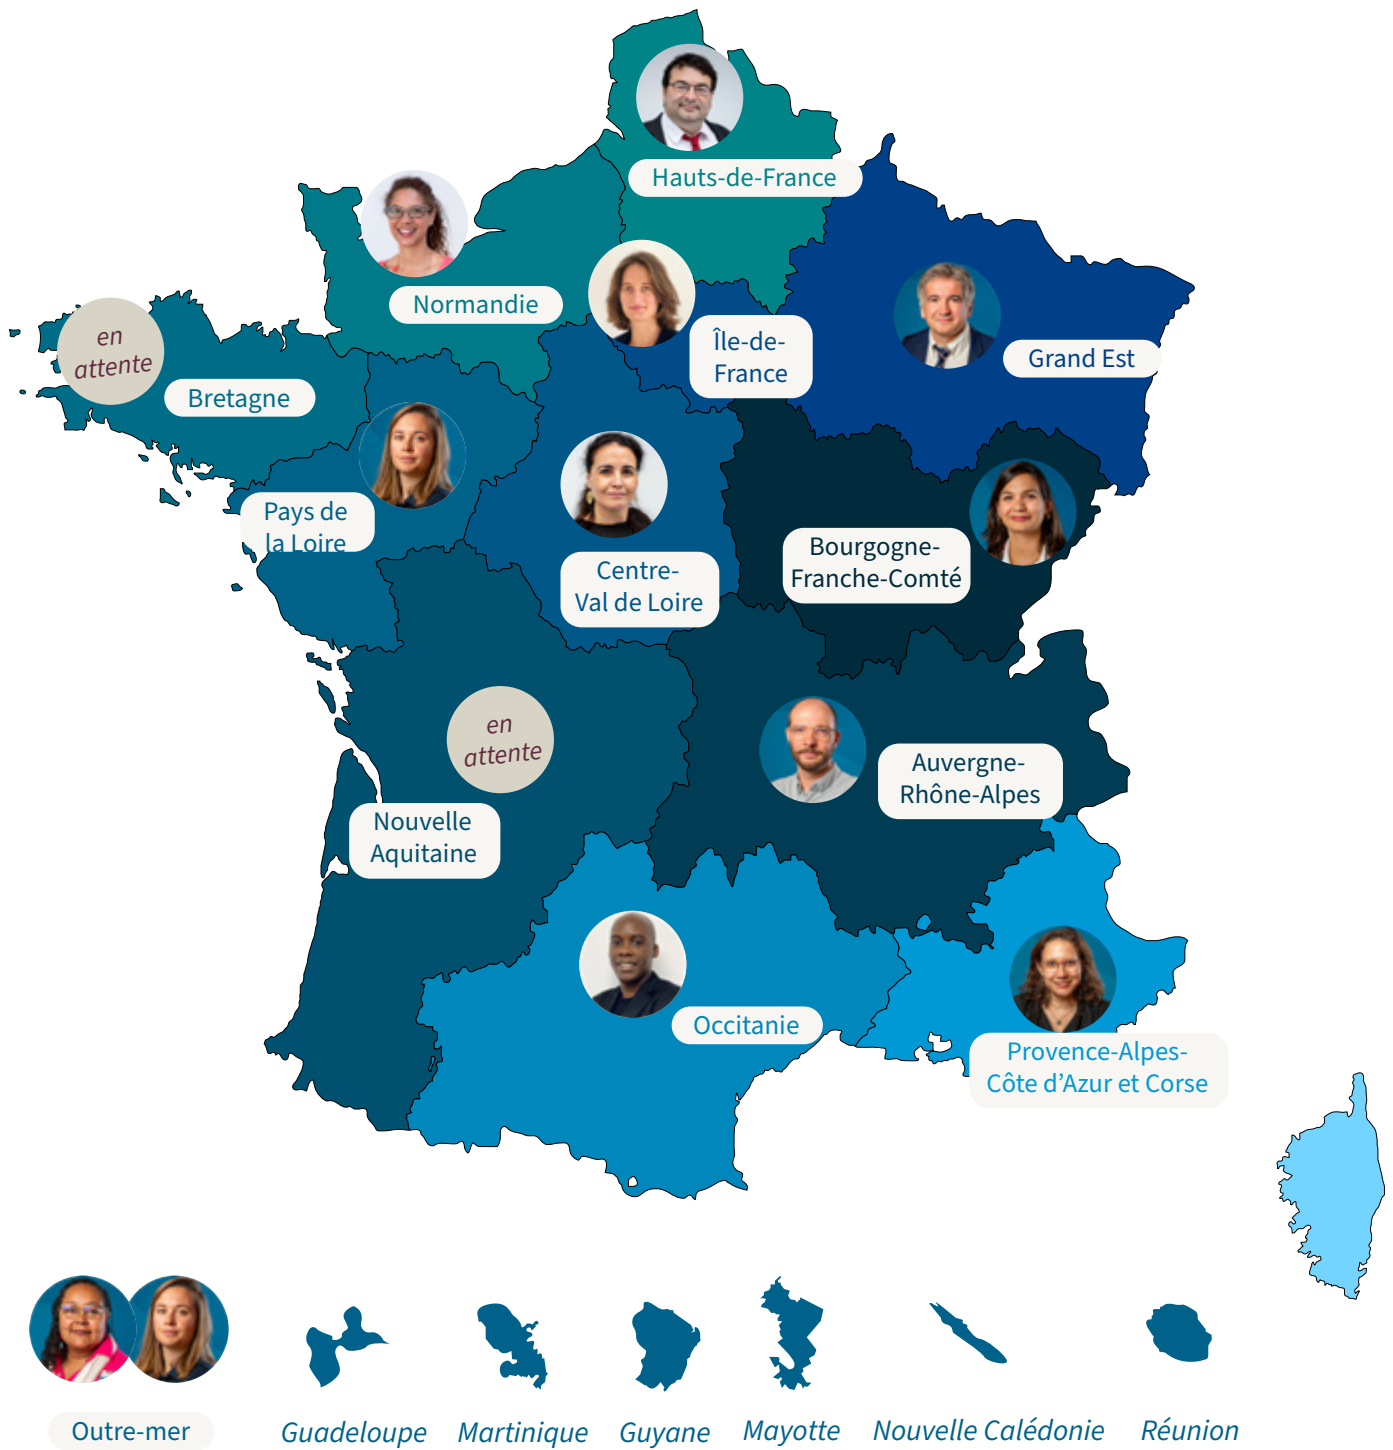 Hauts-de-France
Normandie
Île-de-
France
Grand Est
en
attente
Bretagne
Pays de
la Loire
Centre-
Val de Loire
Bourgogne-
Franche-Comté
en
attente
Nouvelle
Aquitaine
Auvergne-
Rhône-Alpes
Occitanie
Provence-Alpes-
Côte d’Azur et Corse
Outre-mer
Guadeloupe
Martinique
Guyane
Mayotte
Nouvelle Calédonie
Réunion